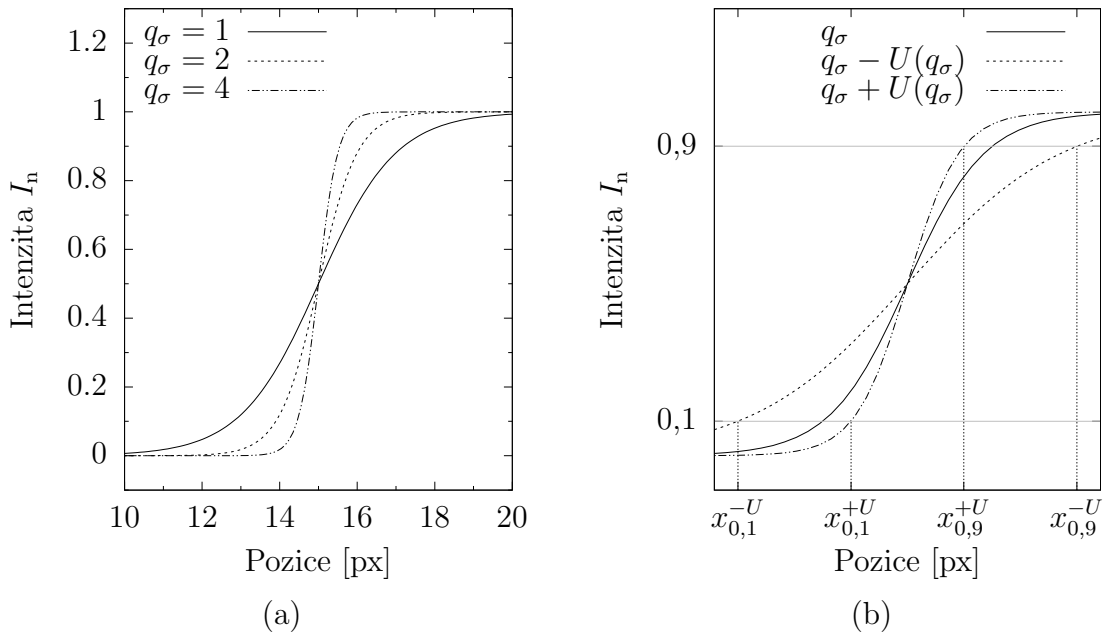 q_σ = 1
q_σ = 2
q_σ = 4
1.2
1
0.8
0.6
0.4
0.2
0
Intenzita I_n
10 12 14 16 18 20
Pozice [px]
(a)
q_σ
q_σ − U(q_σ)
q_σ + U(q_σ)
0,9
0,1
Intenzita I_n
x_{0,1}^{−U} x_{0,1}^{+U} x_{0,9}^{+U} x_{0,9}^{−U}
Pozice [px]
(b)